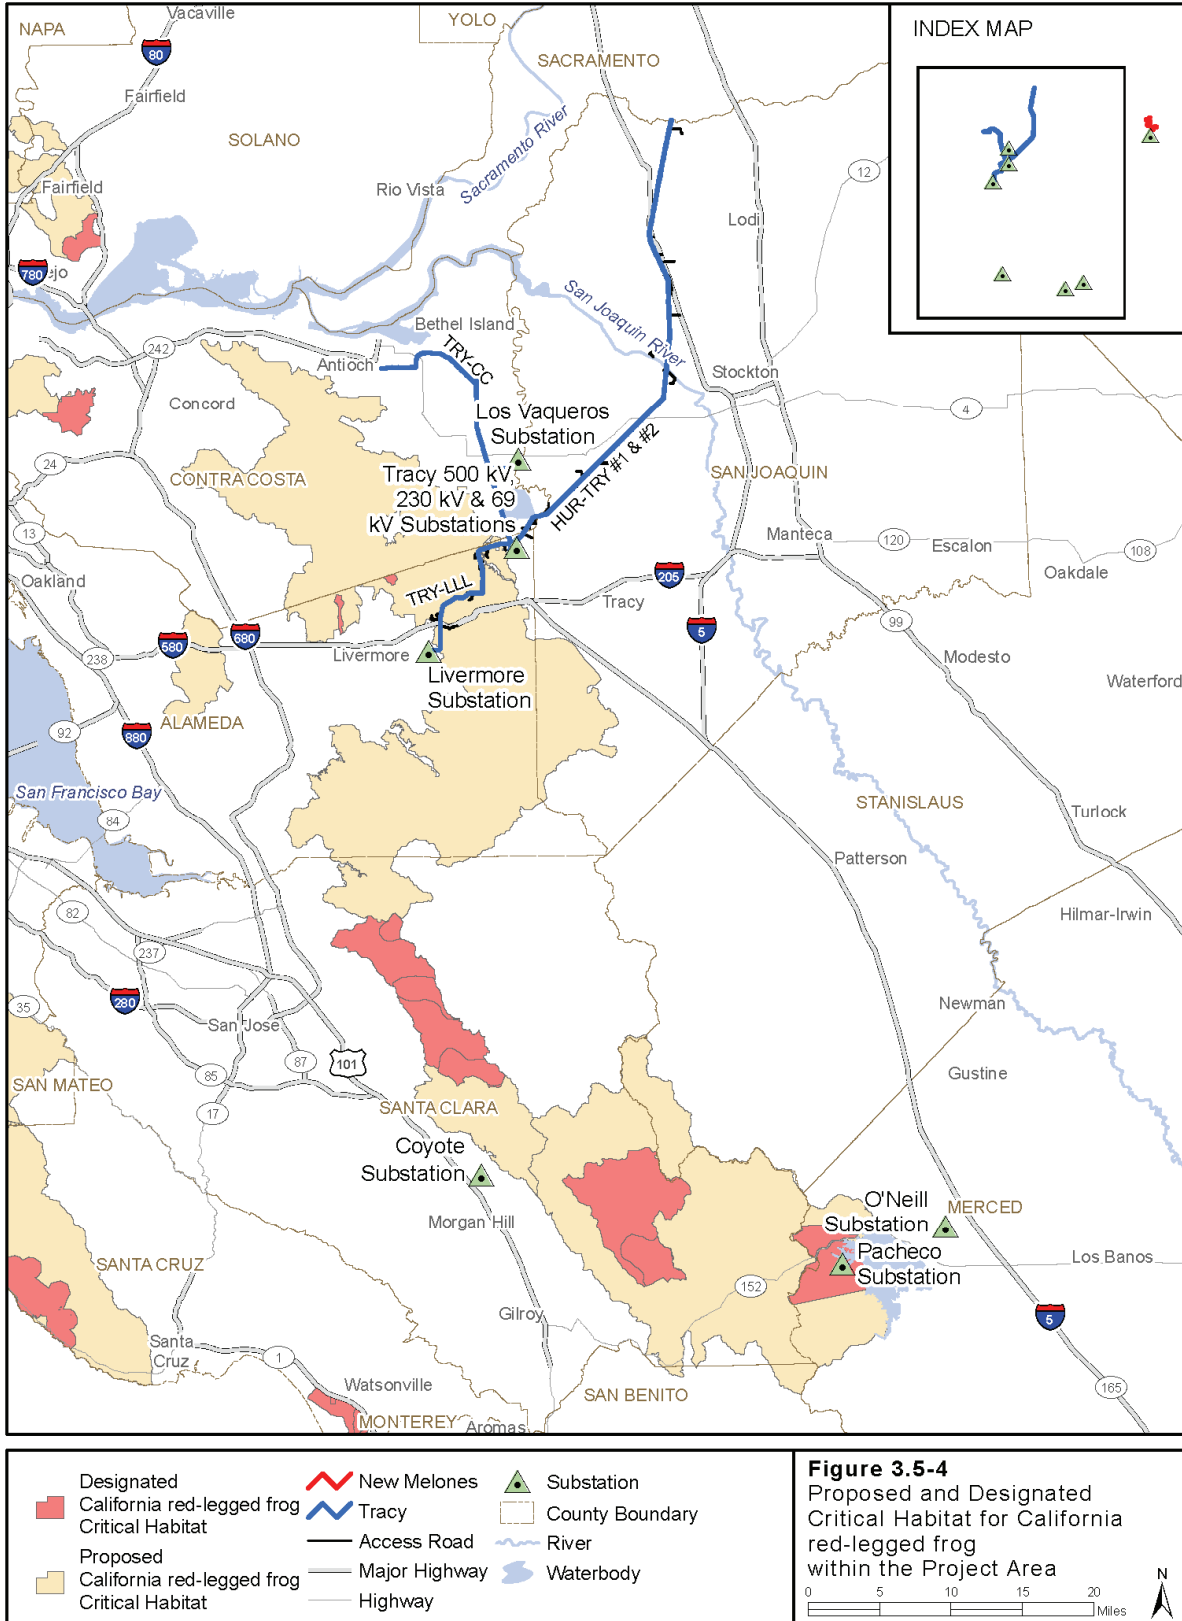 NAPA
Vacaville
YOLO
INDEX MAP
80
SACRAMENTO
Fairfield
Sacramento River
SOLANO
12
Fairfield
Rio Vista
Lodi
780
ejo
San Joaquin River
Bethel Island
TRY-CC
242
Antioch
Stockton
Concord
Los Vaqueros
Substation
4
HUR-TRY #1 & #2
24
CONTRA COSTA
Tracy 500 kV,
230 kV & 69
kV Substations
SAN JOAQUIN
13
Manteca
120
Escalon
108
Oakland
TRY-LLL
205
Oakdale
Tracy
99
580
680
5
238
Livermore
Modesto
Livermore
Substation
Waterford
92
880
ALAMEDA
San Francisco Bay
84
STANISLAUS
Turlock
Patterson
82
Hilmar-Irwin
237
280
35
Newman
San Jose
101
87
85
Gustine
SAN MATEO
17
SANTA CLARA
Coyote
Substation
O'Neill
Substation
MERCED
Morgan Hill
Pacheco
Substation
Los Banos
SANTA CRUZ
152
Gilroy
5
Santa
Cruz
1
Watsonville
165
SAN BENITO
MONTEREY
Aromas
Designated
California red-legged frog
Critical Habitat
Proposed
California red-legged frog
Critical Habitat
New Melones
Tracy
Access Road
Major Highway
Highway
Substation
County Boundary
River
Waterbody
Figure 3.5-4
Proposed and Designated
Critical Habitat for California
red-legged frog
within the Project Area
0 5 10 15 20
Miles
N